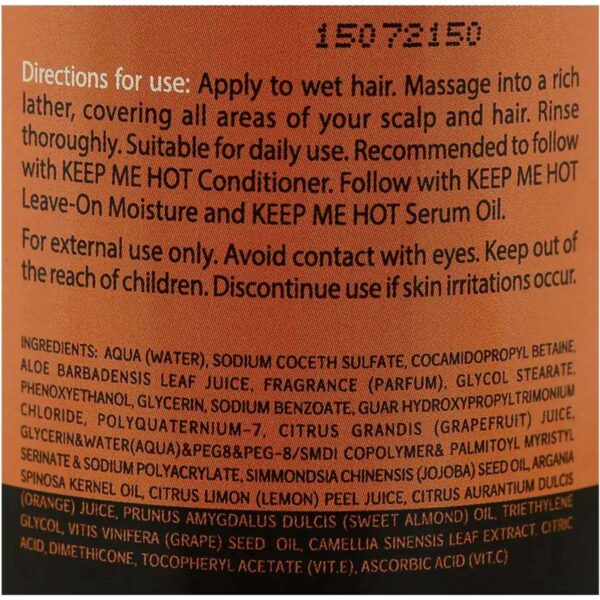 15072150
Directions for use: Apply to wet hair. Massage into a rich
lather, covering all areas of your scalp and hair. Rinse
thoroughly. Suitable for daily use. Recommended to follow
with KEEP ME HOT Conditioner. Follow with KEEP ME HOT
Leave-On Moisture and KEEP ME HOT Serum Oil.
For external use only. Avoid contact with eyes. Keep out of
the reach of children. Discontinue use if skin irritations occur.
INGREDIENTS: AQUA (WATER), SODIUM COCETH SULFATE, COCAMIDOPROPYL BETAINE,
ALOE BARBADENSIS LEAF JUICE, FRAGRANCE (PARFUM), GLYCOL STEARATE,
PHENOXYETHANOL, GLYCERIN, SODIUM BENZOATE, GUAR HYDROXYPROPYLTRIMONIUM
CHLORIDE, POLYQUATERNIUM-7, CITRUS GRANDIS (GRAPEFRUIT) JUICE,
GLYCERIN&WATER(AQUA)&PEG8&PEG-8/SMDI COPOLYMER& PALMITOYL MYRISTYL
SERINATE & SODIUM POLYACRYLATE, SIMMONDSIA CHINENSIS (JOJOBA) SEED OIL, ARGANIA
SPINOSA KERNEL OIL, CITRUS LIMON (LEMON) PEEL JUICE, CITRUS AURANTIUM DULCIS
(ORANGE) JUICE, PRUNUS AMYGDALUS DULCIS (SWEET ALMOND) OIL, TRIETHYLENE
GLYCOL, VITIS VINIFERA (GRAPE) SEED OIL, CAMELLIA SINENSIS LEAF EXTRACT, CITRIC
ACID, DIMETHICONE, TOCOPHERYL ACETATE (VIT.E), ASCORBIC ACID (VIT.C)